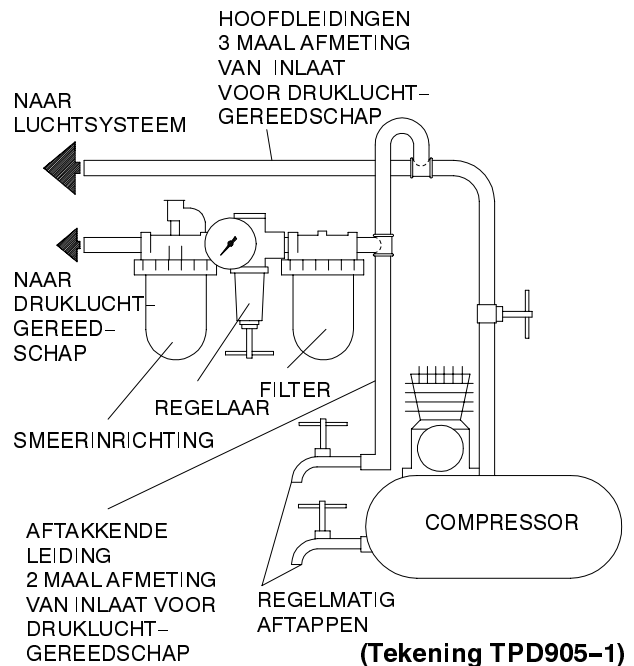 HOOFDLEIDINGEN
3 MAAL AFMETING
VAN INLAAT
VOOR DRUKLUCHT–
GEREEDSCHAP
NAAR
LUCHTSYSTEEM
NAAR
DRUKLUCHT–
GEREED–
SCHAP
FILTER
REGELAAR
SMEERINRICHTING
COMPRESSOR
AFTAKKENDE
LEIDING
2 MAAL AFMETING
VAN INLAAT VOOR
DRUKLUCHT–
GEREEDSCHAP
REGELMATIG
AFTAPPEN
(Tekening TPD905–1)